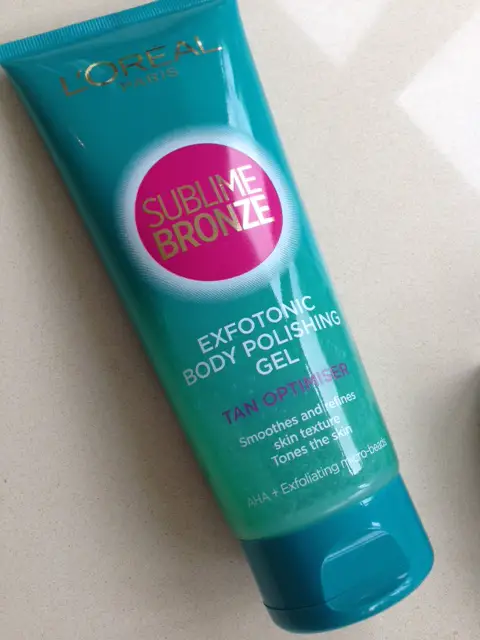 L'ORÉAL
PARIS
SUBLIME
BRONZE
EXFOTONIC
BODY POLISHING
GEL
TAN OPTIMISER
Smoothes and refines
skin texture
Tones the skin
AHA + Exfoliating micro-beads